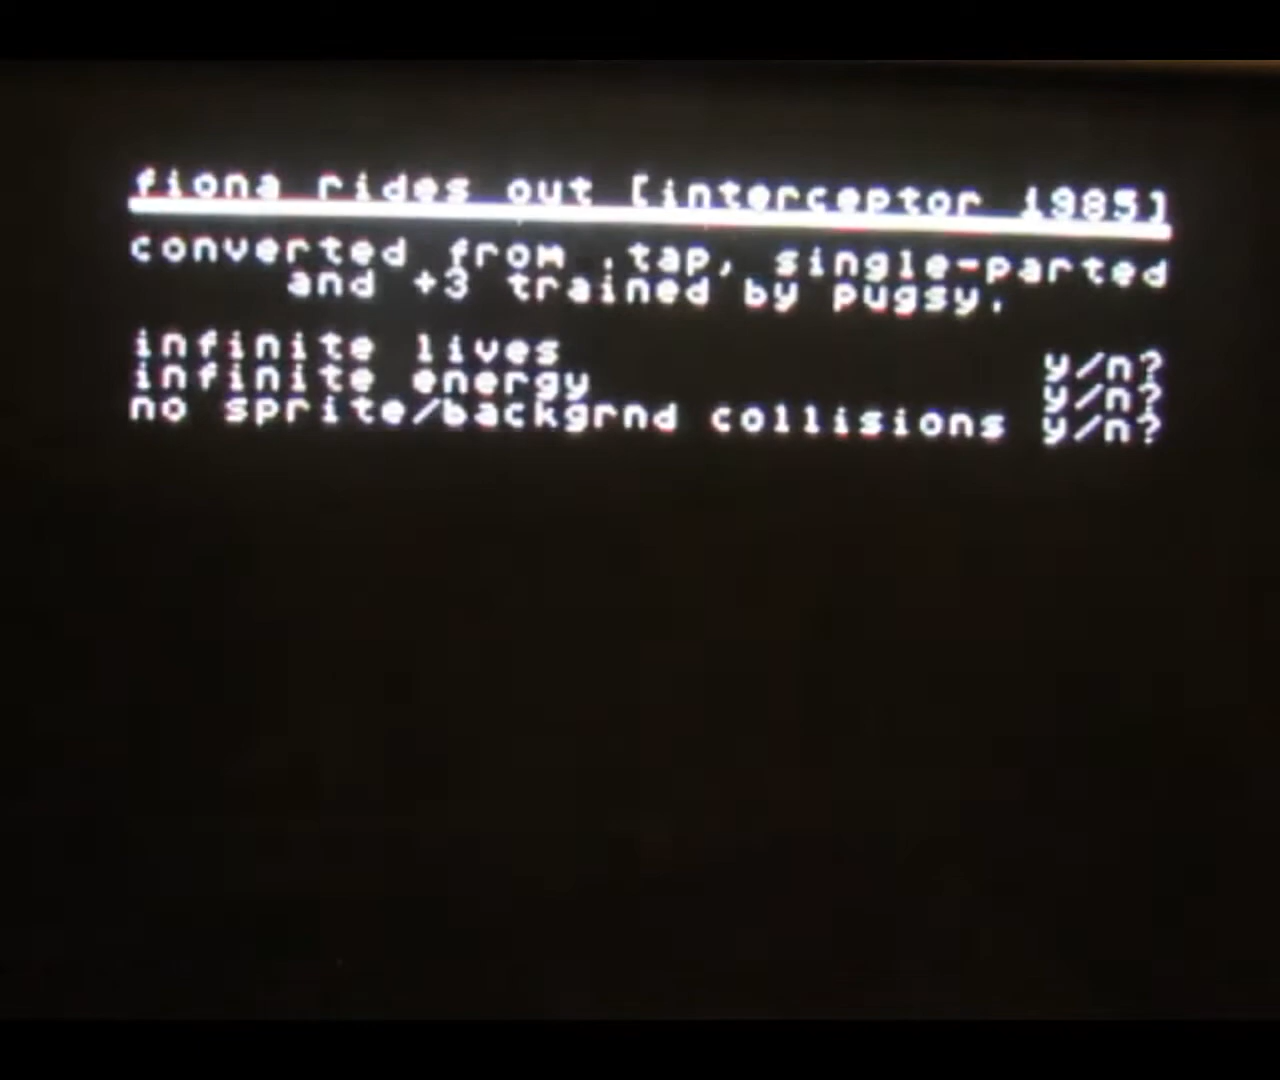 fiona rides out [interceptor 1985]
converted from .tap, single-parted
and +3 trained by pugsy.
infinite lives y/n?
infinite energy y/n?
no sprite/backgrnd collisions y/n?